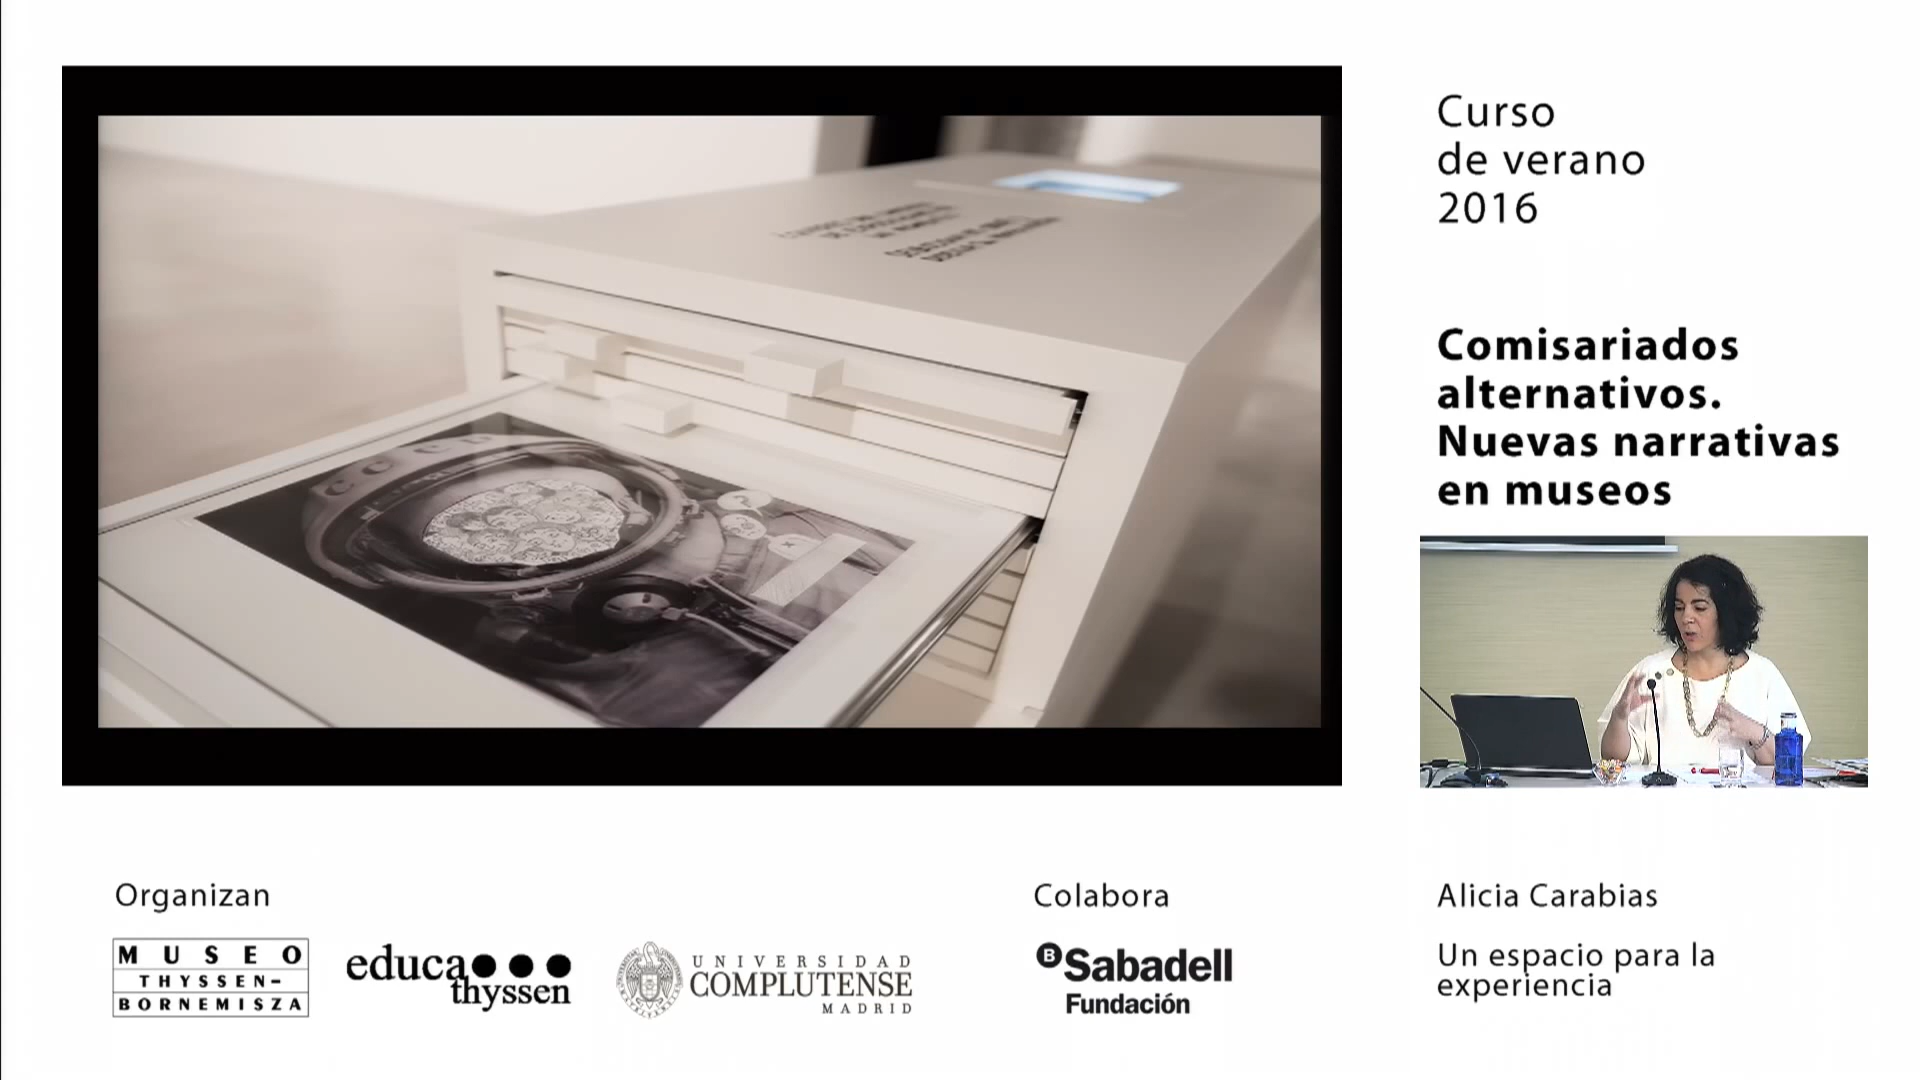 Curso
de verano
2016
Comisariados
alternativos.
Nuevas narrativas
en museos
Organizan
MUSEO
THYSSEN-
BORNEMISZA
educa
thyssen
UNIVERSIDAD
COMPLUTENSE
MADRID
Colabora
B Sabadell
Fundación
Alicia Carabias
Un espacio para la
experiencia